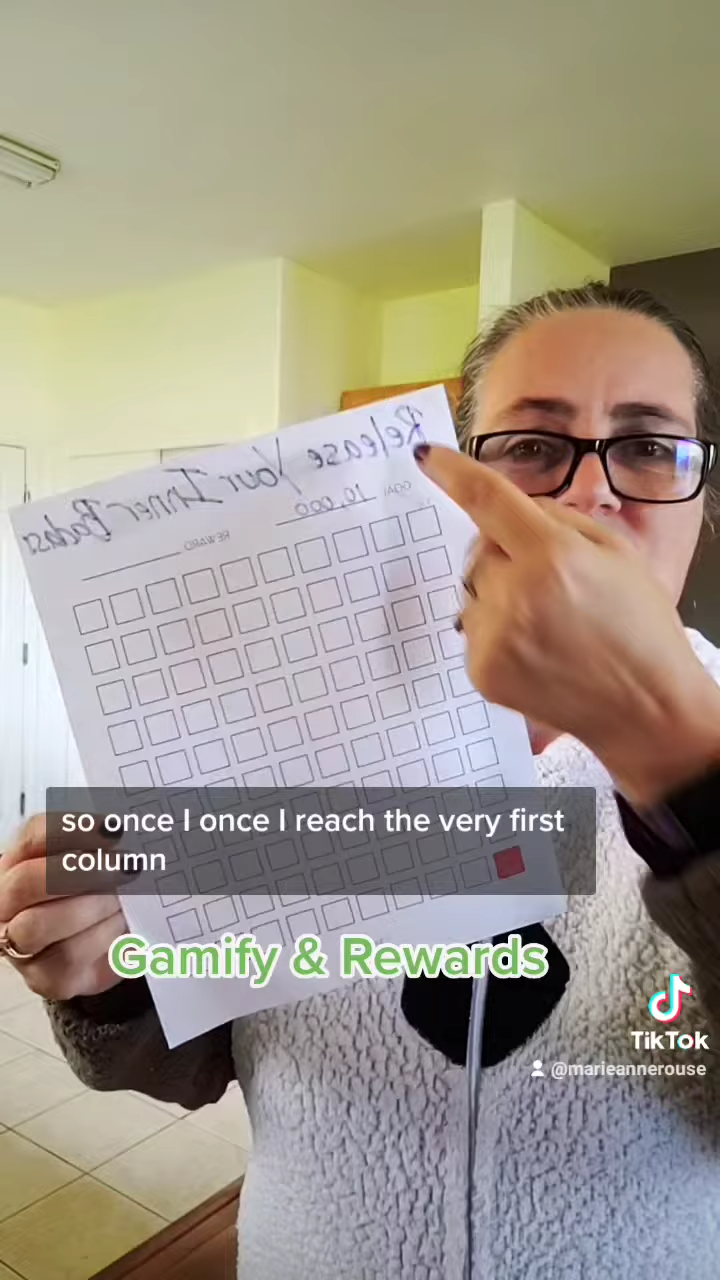 Release Your Inner Badass
GOAL 10,000
REWARD
so once I once I reach the very first
column
Gamify & Rewards
TikTok
@marieannerouse